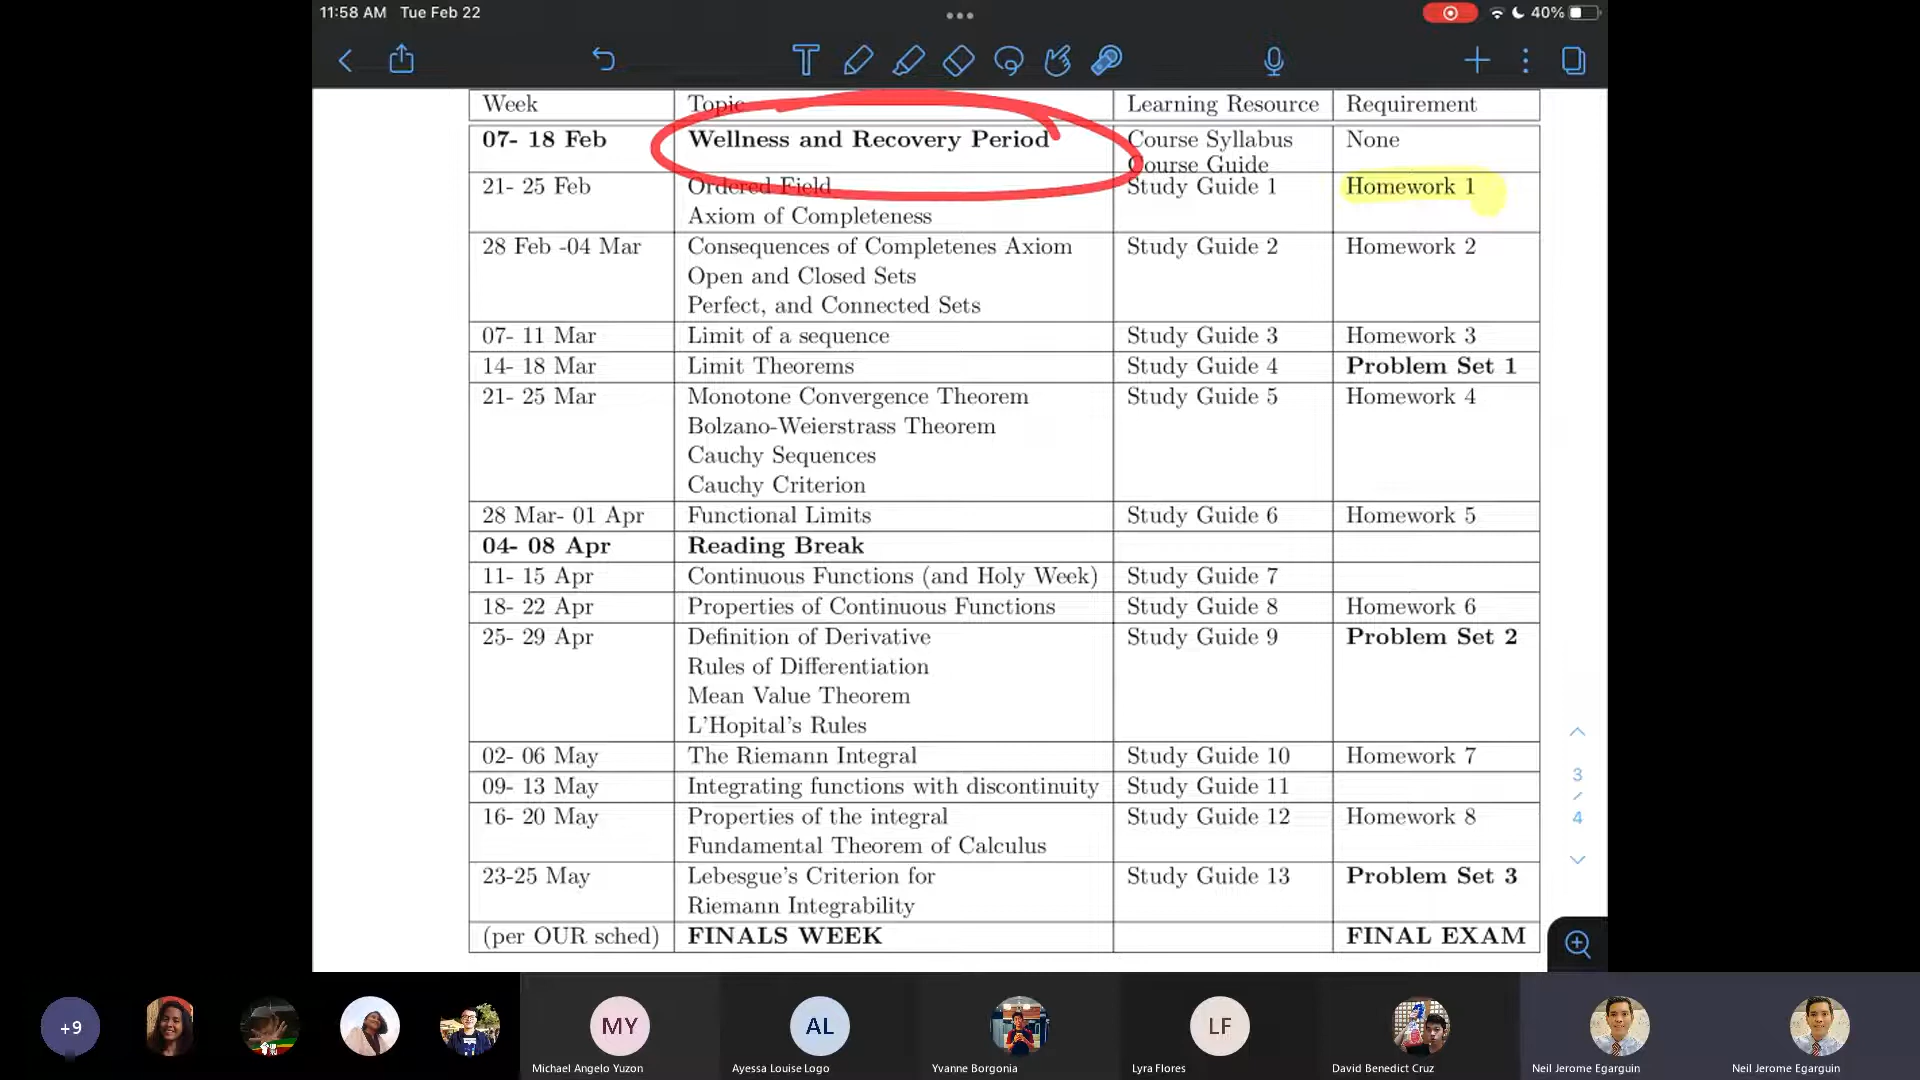 11:58 AM Tue Feb 22
40%
Week Topic Learning Resource Requirement
07- 18 Feb Wellness and Recovery Period Course Syllabus None
Course Guide
21- 25 Feb Ordered Field Study Guide 1 Homework 1
Axiom of Completeness
28 Feb -04 Mar Consequences of Completenes Axiom Study Guide 2 Homework 2
Open and Closed Sets
Perfect, and Connected Sets
07- 11 Mar Limit of a sequence Study Guide 3 Homework 3
14- 18 Mar Limit Theorems Study Guide 4 Problem Set 1
21- 25 Mar Monotone Convergence Theorem Study Guide 5 Homework 4
Bolzano-Weierstrass Theorem
Cauchy Sequences
Cauchy Criterion
28 Mar- 01 Apr Functional Limits Study Guide 6 Homework 5
04- 08 Apr Reading Break
11- 15 Apr Continuous Functions (and Holy Week) Study Guide 7
18- 22 Apr Properties of Continuous Functions Study Guide 8 Homework 6
25- 29 Apr Definition of Derivative Study Guide 9 Problem Set 2
Rules of Differentiation
Mean Value Theorem
L'Hopital's Rules
02- 06 May The Riemann Integral Study Guide 10 Homework 7
09- 13 May Integrating functions with discontinuity Study Guide 11
16- 20 May Properties of the integral Study Guide 12 Homework 8
Fundamental Theorem of Calculus
23-25 May Lebesgue's Criterion for Study Guide 13 Problem Set 3
Riemann Integrability
(per OUR sched) FINALS WEEK FINAL EXAM
3
/
4
+9
MY
AL
LF
Michael Angelo Yuzon
Ayessa Louise Logo
Yvanne Borgonia
Lyra Flores
David Benedict Cruz
Neil Jerome Egarguin
Neil Jerome Egarguin